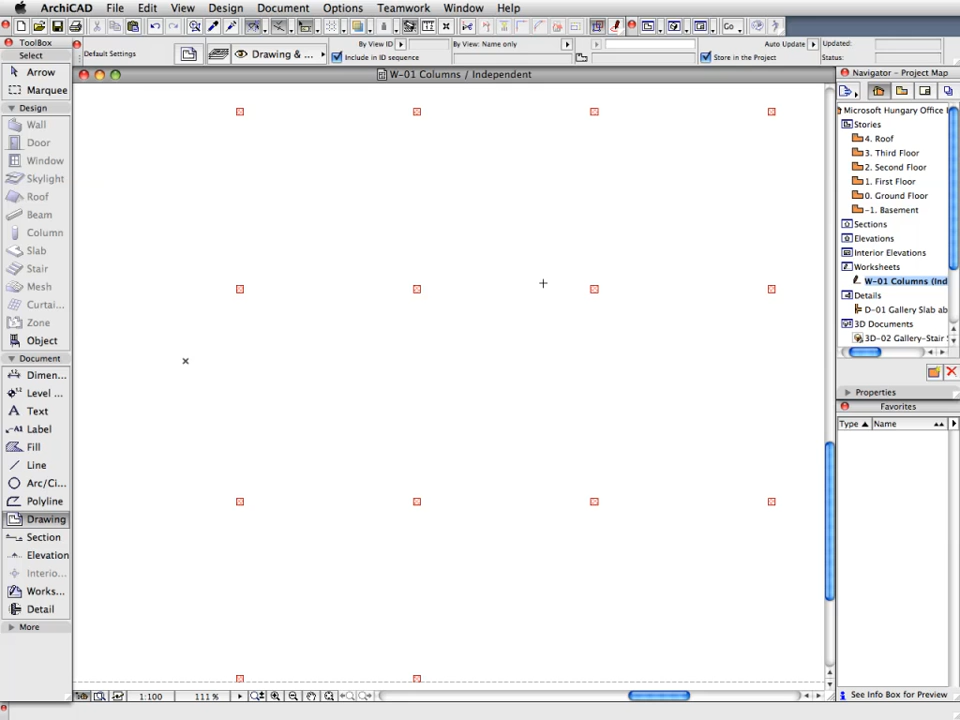 ArchiCAD File Edit View Design Document Options Teamwork Window Help
Go...
ToolBox
Select
Arrow
Marquee
Design
Wall
Door
Window
Skylight
Roof
Beam
Column
Slab
Stair
Mesh
Curtai...
Zone
Object
Document
Dimen...
Level ...
Text
Label
Fill
Line
Arc/Ci...
Polyline
Drawing
Section
Elevation
Interio...
Works...
Detail
More
Default Settings
Drawing & ...
By View ID
Include in ID sequence
By View: Name only
Auto Update
Store in the Project
Updated:
Status:
W-01 Columns / Independent
1:100
111 %
Navigator - Project Map
Microsoft Hungary Office
Stories
4. Roof
3. Third Floor
2. Second Floor
1. First Floor
0. Ground Floor
-1. Basement
Sections
Elevations
Interior Elevations
Worksheets
W-01 Columns (Ind
Details
D-01 Gallery Slab ab
3D Documents
3D-02 Gallery-Stair
Properties
Favorites
Type
Name
See Info Box for Preview